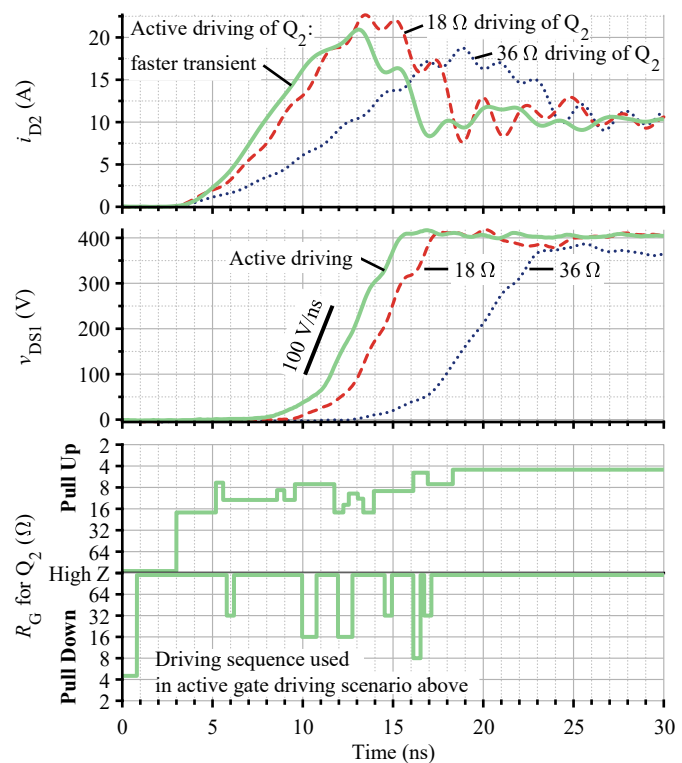 Active driving of Q2:
faster transient
18 Ω driving of Q2
36 Ω driving of Q2
iD2 (A)
20
15
10
5
0
Active driving
18 Ω
36 Ω
100 V/ns
vDS1 (V)
400
300
200
100
0
RG for Q2 (Ω)
Pull Up
Pull Down
2
4
8
16
32
64
High Z
64
32
16
8
4
2
Driving sequence used
in active gate driving scenario above
0 5 10 15 20 25 30
Time (ns)